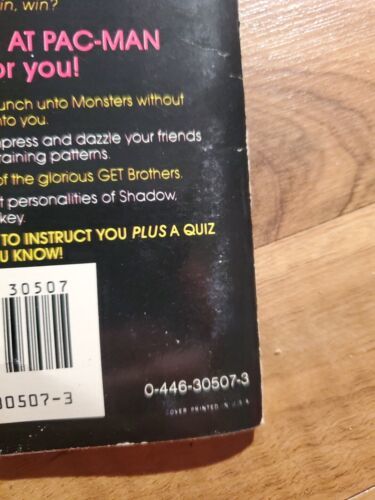 in, win?
AT PAC-MAN
or you!
unch unto Monsters without
nto you.
press and dazzle your friends
training patterns.
of the glorious GET Brothers.
t personalities of Shadow,
key.
TO INSTRUCT YOU PLUS A QUIZ
U KNOW!
30507
30507-3
0-446-30507-3
COVER PRINTED IN U.S.A.